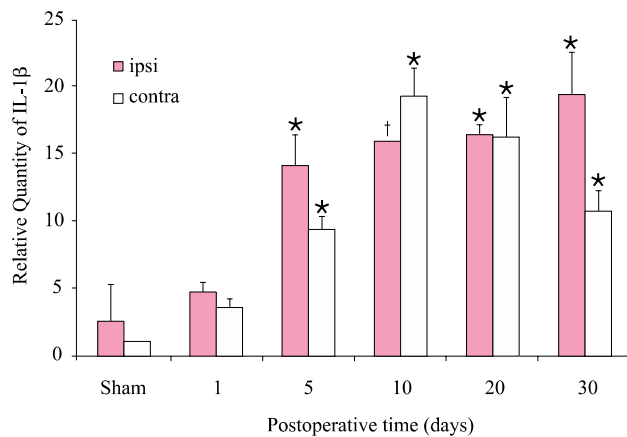 25
20
15
10
5
0
Relative Quantity of IL-1β
ipsi
contra
*
*
†
*
*
*
*
*
Sham 1 5 10 20 30
Postoperative time (days)